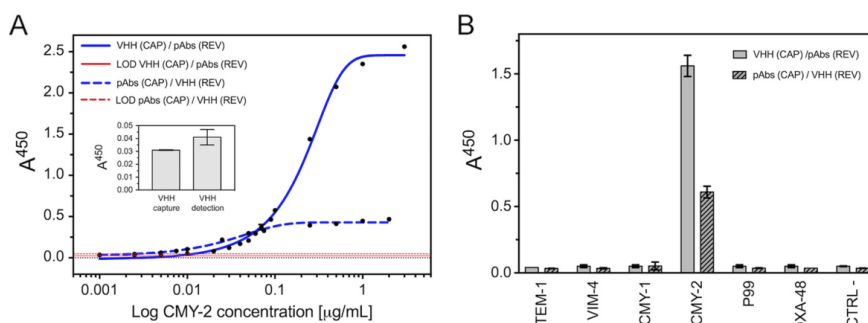 A
B
VHH (CAP) / pAbs (REV)
LOD VHH (CAP) / pAbs (REV)
pAbs (CAP) / VHH (REV)
LOD pAbs (CAP) / VHH (REV)
2.5
2.0
1.5
1.0
0.5
0.0
A450
0.05
0.04
0.03
0.02
0.01
0.00
A450
VHH
capture
VHH
detection
0.001
0.01
0.1
1
10
Log CMY-2 concentration [µg/mL]
VHH (CAP) /pAbs (REV)
pAbs (CAP) / VHH (REV)
1.5
1.0
0.5
0.0
A450
TEM-1
VIM-4
CMY-1
CMY-2
P99
OXA-48
CTRL -